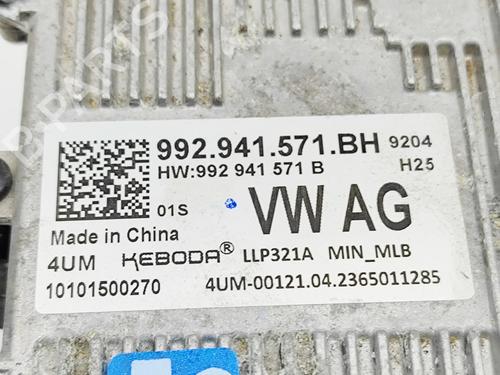 992.941.571.BH 9204
HW:992 941 571 B H25
01S VW AG
Made in China
4UM KEBODA® LLP321A MIN_MLB
10101500270 4UM-00121.04.2365011285